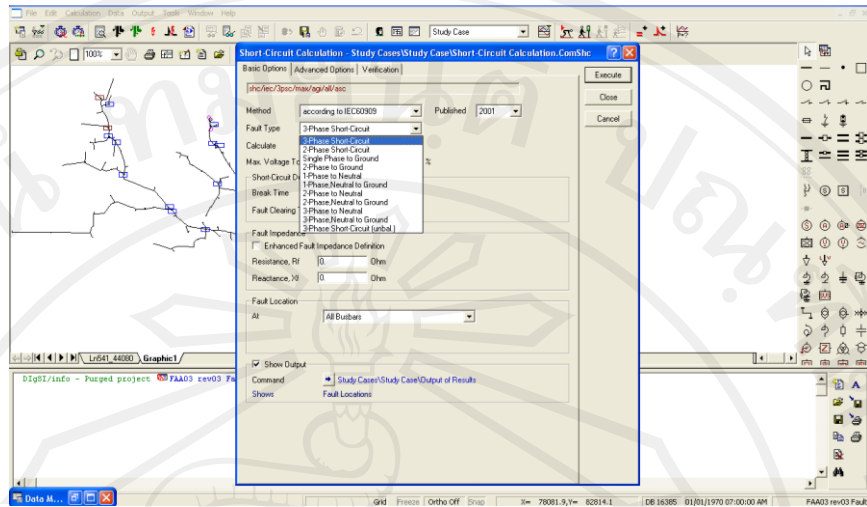 File Edit Calculation Data Output Tools Window Help
Study Case
100%
Short-Circuit Calculation - Study Cases\Study Case\Short-Circuit Calculation.ComShc
Basic Options
Advanced Options
Verification
Execute
Close
Cancel
/shc/iec/3psc/max/agi/all/asc
Method
according to IEC60909
Published
2001
Fault Type
3-Phase Short-Circuit
Calculate
3-Phase Short-Circuit
2-Phase Short-Circuit
Single Phase to Ground
2-Phase to Ground
1-Phase to Neutral
1-Phase,Neutral to Ground
2-Phase to Neutral
2-Phase,Neutral to Ground
3-Phase to Neutral
3-Phase,Neutral to Ground
3-Phase Short-Circuit (unbal.)
Max. Voltage
%
Short-Circuit
Break Time
Fault Clearing
Fault Impedance
Enhanced Fault Impedance Definition
Resistance, Rf
0.
Ohm
Reactance, Xf
0.
Ohm
Fault Location
At
All Busbars
Show Output
Command
Study Cases\Study Case\Output of Results
Shows
Fault Locations
Ln541_44080
Graphic1
DIgSI/info - Purged project FAA03 rev03
Data M...
Grid Freeze Ortho Off Snap X= 78081.9,Y= 82814.1 DB 16385 01/01/1970 07:00:00 AM FAA03 rev03 Fault